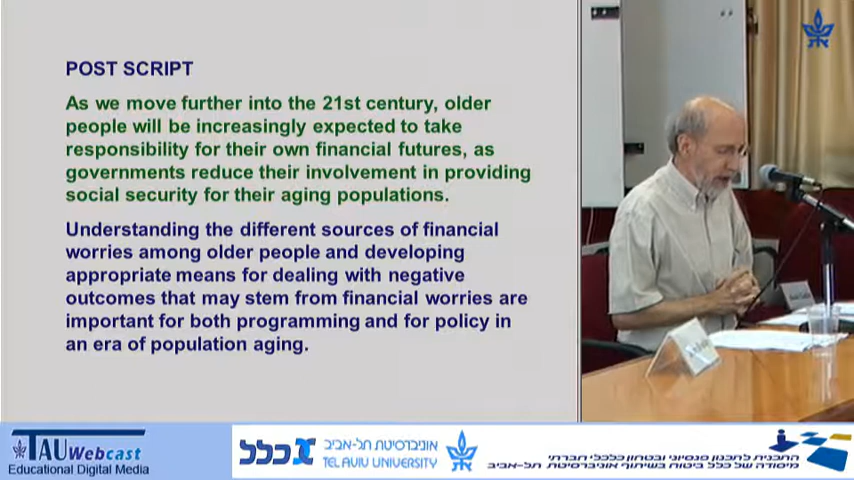 POST SCRIPT
As we move further into the 21st century, older
people will be increasingly expected to take
responsibility for their own financial futures, as
governments reduce their involvement in providing
social security for their aging populations.
Understanding the different sources of financial
worries among older people and developing
appropriate means for dealing with negative
outcomes that may stem from financial worries are
important for both programming and for policy in
an era of population aging.
TAU Webcast
Educational Digital Media
כלל
אוניברסיטת תל-אביב
TEL AVIV UNIVERSITY
התכנית לתכנון פנסיוני ובטחון כלכלי חברתי
מיסודה של כלל ביטוח בשיתוף אוניברסיטת תל-אביב